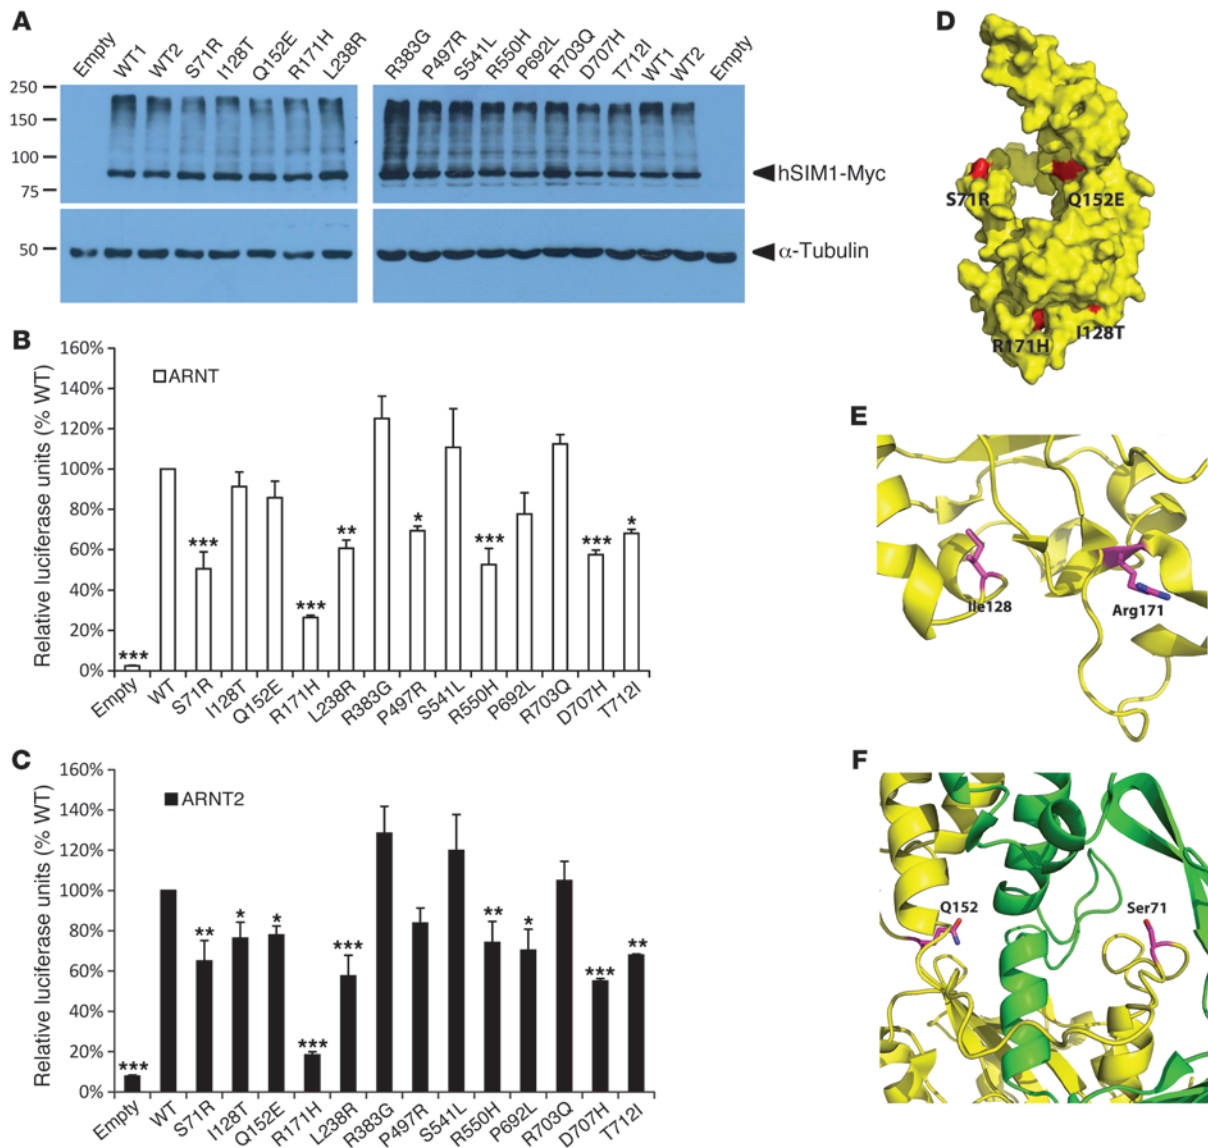 A
Empty
WT1
WT2
S71R
I128T
Q152E
R171H
L238R
R383G
P497R
S541L
R550H
P692L
R703Q
D707H
T712I
WT1
WT2
Empty
250
150
100
75
hSIM1-Myc
50
α-Tubulin
B
Relative luciferase units (% WT)
160%
140%
120%
100%
80%
60%
40%
20%
0%
ARNT
***
***
***
**
*
***
***
*
Empty
WT
S71R
I128T
Q152E
R171H
L238R
R383G
P497R
S541L
R550H
P692L
R703Q
D707H
T712I
C
Relative luciferase units (% WT)
160%
140%
120%
100%
80%
60%
40%
20%
0%
ARNT2
***
**
*
*
***
***
**
*
***
**
Empty
WT
S71R
I128T
Q152E
R171H
L238R
R383G
P497R
S541L
R550H
P692L
R703Q
D707H
T712I
D
S71R
Q152E
R171H
I128T
E
Ile128
Arg171
F
Q152
Ser71